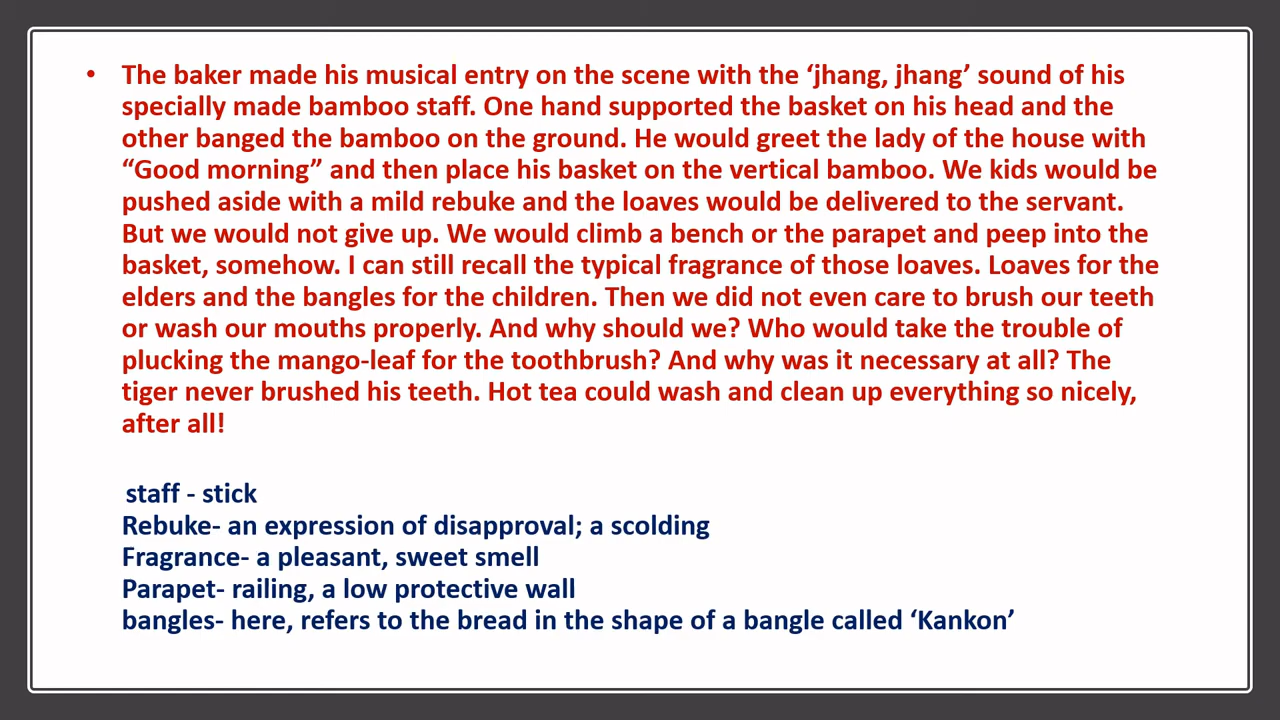 • The baker made his musical entry on the scene with the ‘jhang, jhang’ sound of his
specially made bamboo staff. One hand supported the basket on his head and the
other banged the bamboo on the ground. He would greet the lady of the house with
“Good morning” and then place his basket on the vertical bamboo. We kids would be
pushed aside with a mild rebuke and the loaves would be delivered to the servant.
But we would not give up. We would climb a bench or the parapet and peep into the
basket, somehow. I can still recall the typical fragrance of those loaves. Loaves for the
elders and the bangles for the children. Then we did not even care to brush our teeth
or wash our mouths properly. And why should we? Who would take the trouble of
plucking the mango-leaf for the toothbrush? And why was it necessary at all? The
tiger never brushed his teeth. Hot tea could wash and clean up everything so nicely,
after all!
staff - stick
Rebuke- an expression of disapproval; a scolding
Fragrance- a pleasant, sweet smell
Parapet- railing, a low protective wall
bangles- here, refers to the bread in the shape of a bangle called ‘Kankon’